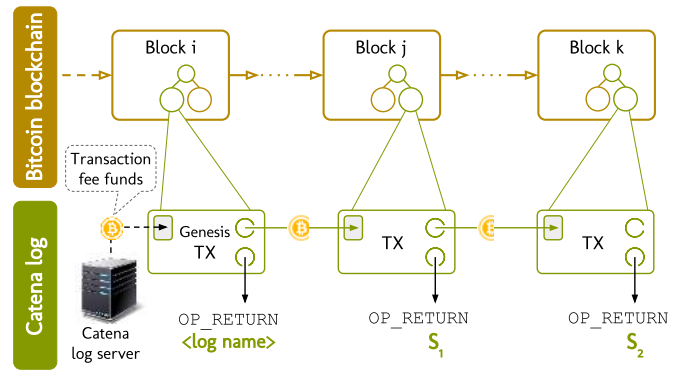 Bitcoin blockchain
Block i
Block j
Block k
Transaction
fee funds
Catena log
Genesis
TX
TX
TX
Catena
log server
OP_RETURN
<log name>
OP_RETURN
S1
OP_RETURN
S2